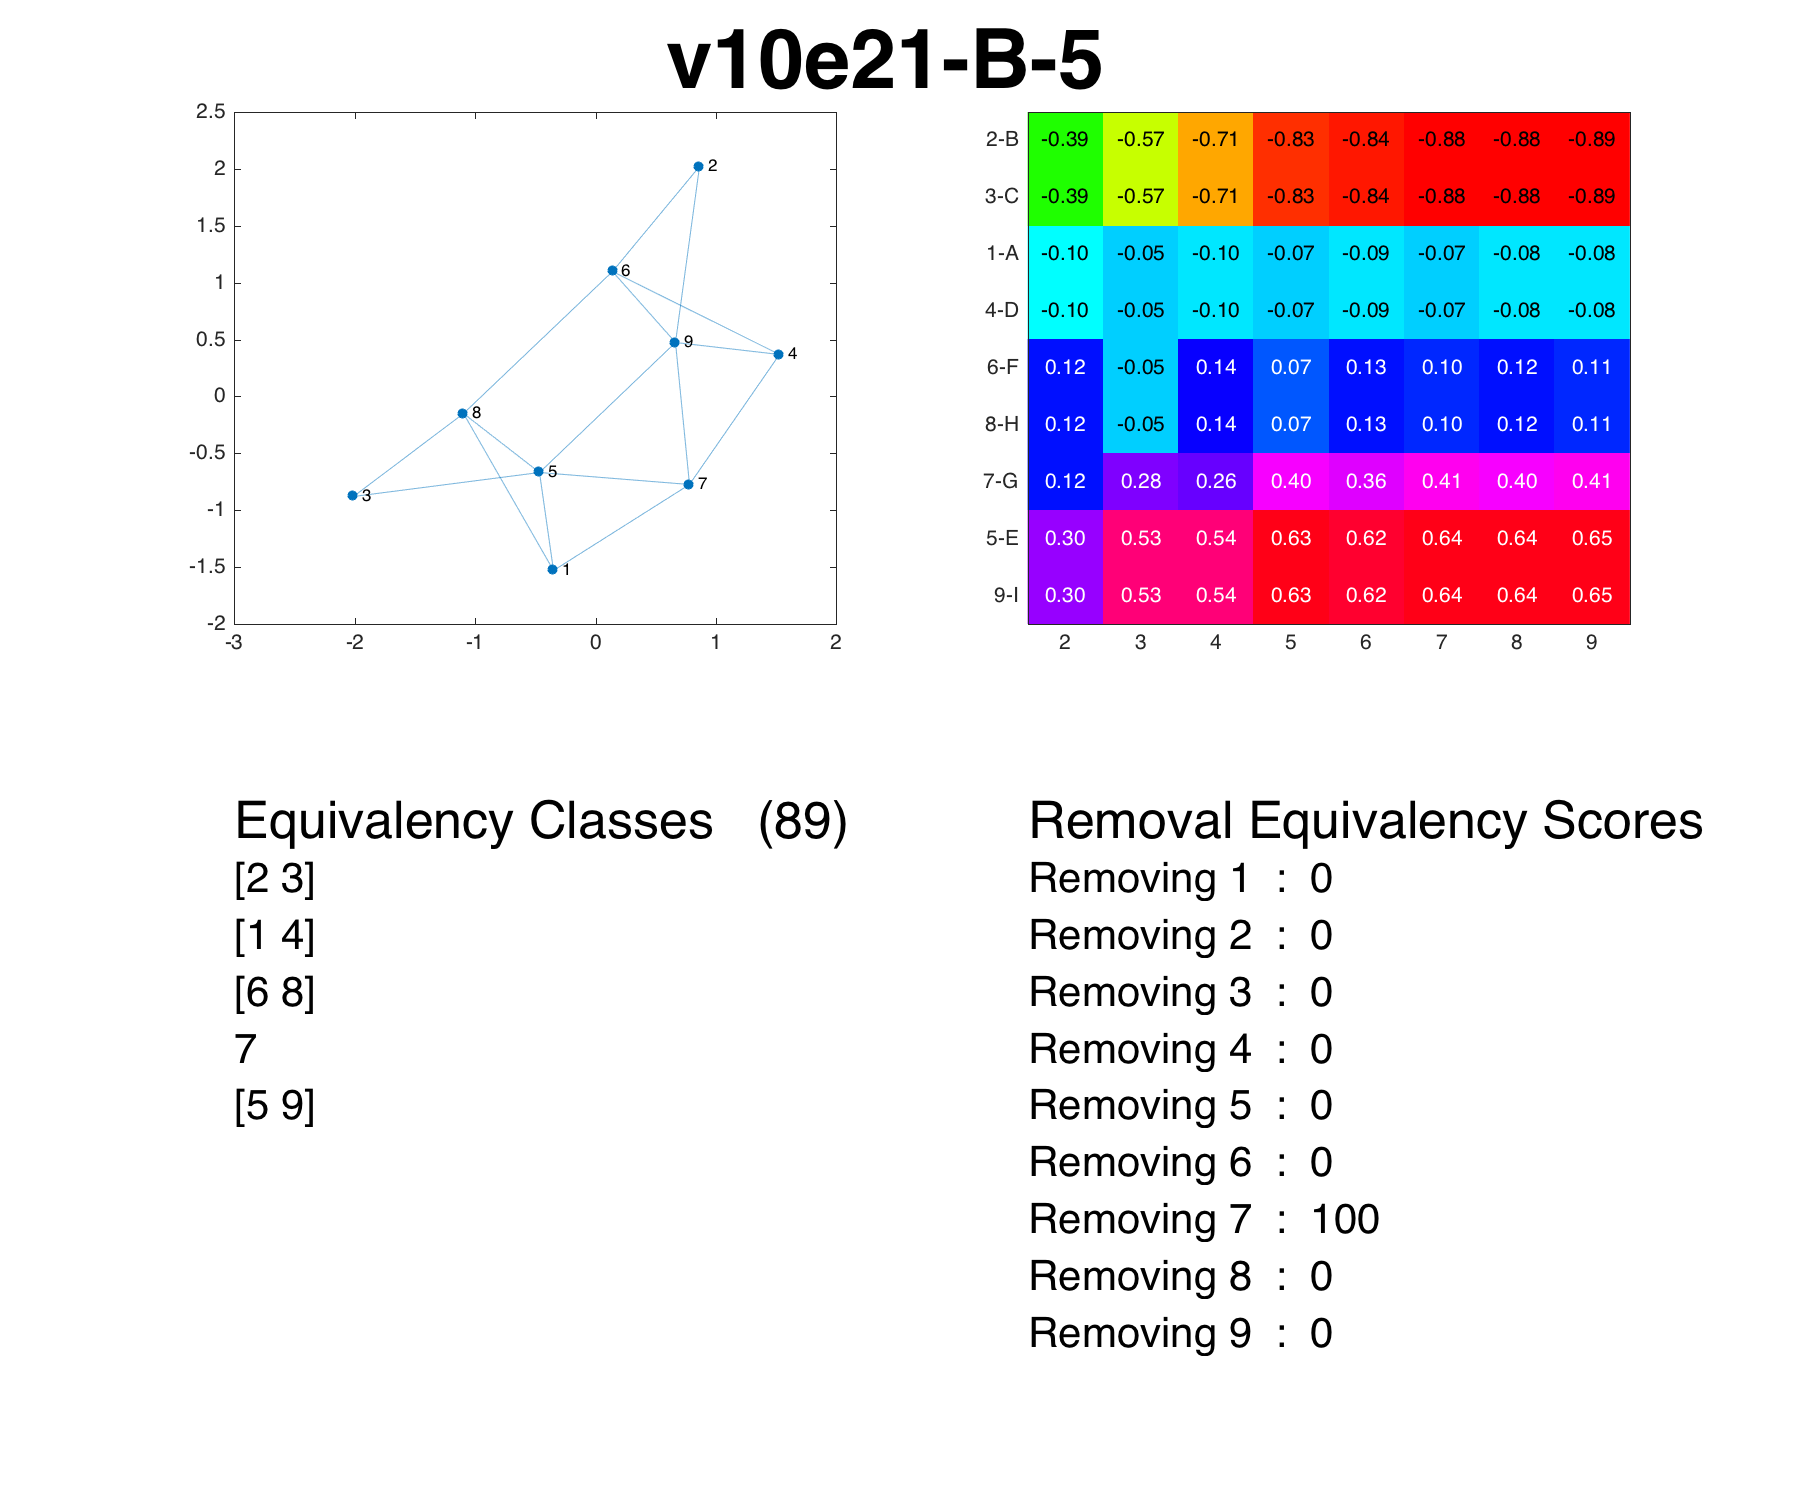 v10e21-B-5
2.5
2
1.5
1
0.5
0
-0.5
-1
-1.5
-2
-3 -2 -1 0 1 2
2
6
9
4
8
5
3
7
1
2-B -0.39 -0.57 -0.71 -0.83 -0.84 -0.88 -0.88 -0.89
3-C -0.39 -0.57 -0.71 -0.83 -0.84 -0.88 -0.88 -0.89
1-A -0.10 -0.05 -0.10 -0.07 -0.09 -0.07 -0.08 -0.08
4-D -0.10 -0.05 -0.10 -0.07 -0.09 -0.07 -0.08 -0.08
6-F 0.12 -0.05 0.14 0.07 0.13 0.10 0.12 0.11
8-H 0.12 -0.05 0.14 0.07 0.13 0.10 0.12 0.11
7-G 0.12 0.28 0.26 0.40 0.36 0.41 0.40 0.41
5-E 0.30 0.53 0.54 0.63 0.62 0.64 0.64 0.65
9-I 0.30 0.53 0.54 0.63 0.62 0.64 0.64 0.65
2 3 4 5 6 7 8 9
Equivalency Classes (89)
[2 3]
[1 4]
[6 8]
7
[5 9]
Removal Equivalency Scores
Removing 1 : 0
Removing 2 : 0
Removing 3 : 0
Removing 4 : 0
Removing 5 : 0
Removing 6 : 0
Removing 7 : 100
Removing 8 : 0
Removing 9 : 0